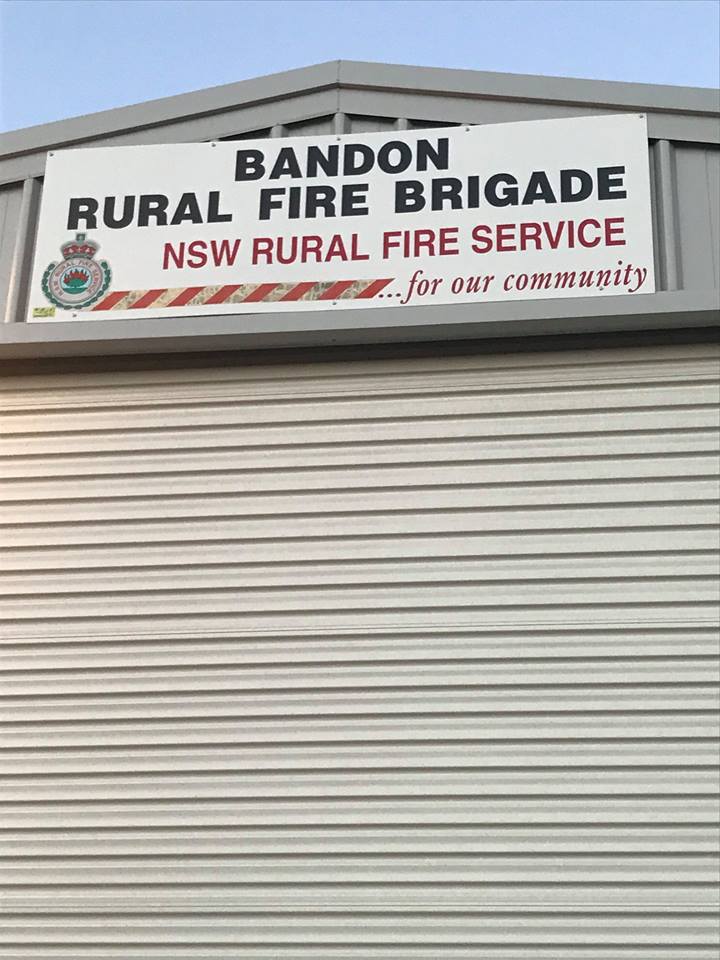 BANDON
RURAL FIRE BRIGADE
NSW RURAL FIRE SERVICE
...for our community